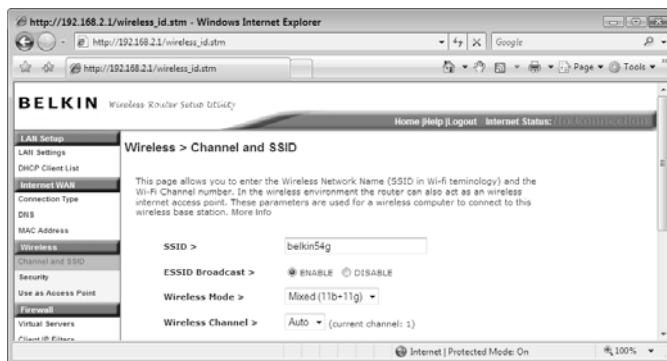 http://192.168.2.1/wireless_id.stm - Windows Internet Explorer
http://192.168.2.1/wireless_id.stm
Google
http://192.168.2.1/wireless_id.stm
Page
Tools
BELKIN Wireless Router Setup Utility
Home |Help |Logout Internet Status: No Connection
LAN Setup
LAN Settings
DHCP Client List
Internet WAN
Connection Type
DNS
MAC Address
Wireless
Channel and SSID
Security
Use as Access Point
Firewall
Virtual Servers
Client IP Filters
Wireless > Channel and SSID
This page allows you to enter the Wireless Network Name (SSID in Wi-fi teminology) and the
Wi-Fi Channel number. In the wireless environment the router can also act as an wireless
internet access point. These parameters are used for a wireless computer to connect to this
wireless base station. More Info
SSID > belkin54g
ESSID Broadcast > ENABLE DISABLE
Wireless Mode > Mixed (11b+11g)
Wireless Channel > Auto (current channel: 1)
Internet | Protected Mode: On
100%